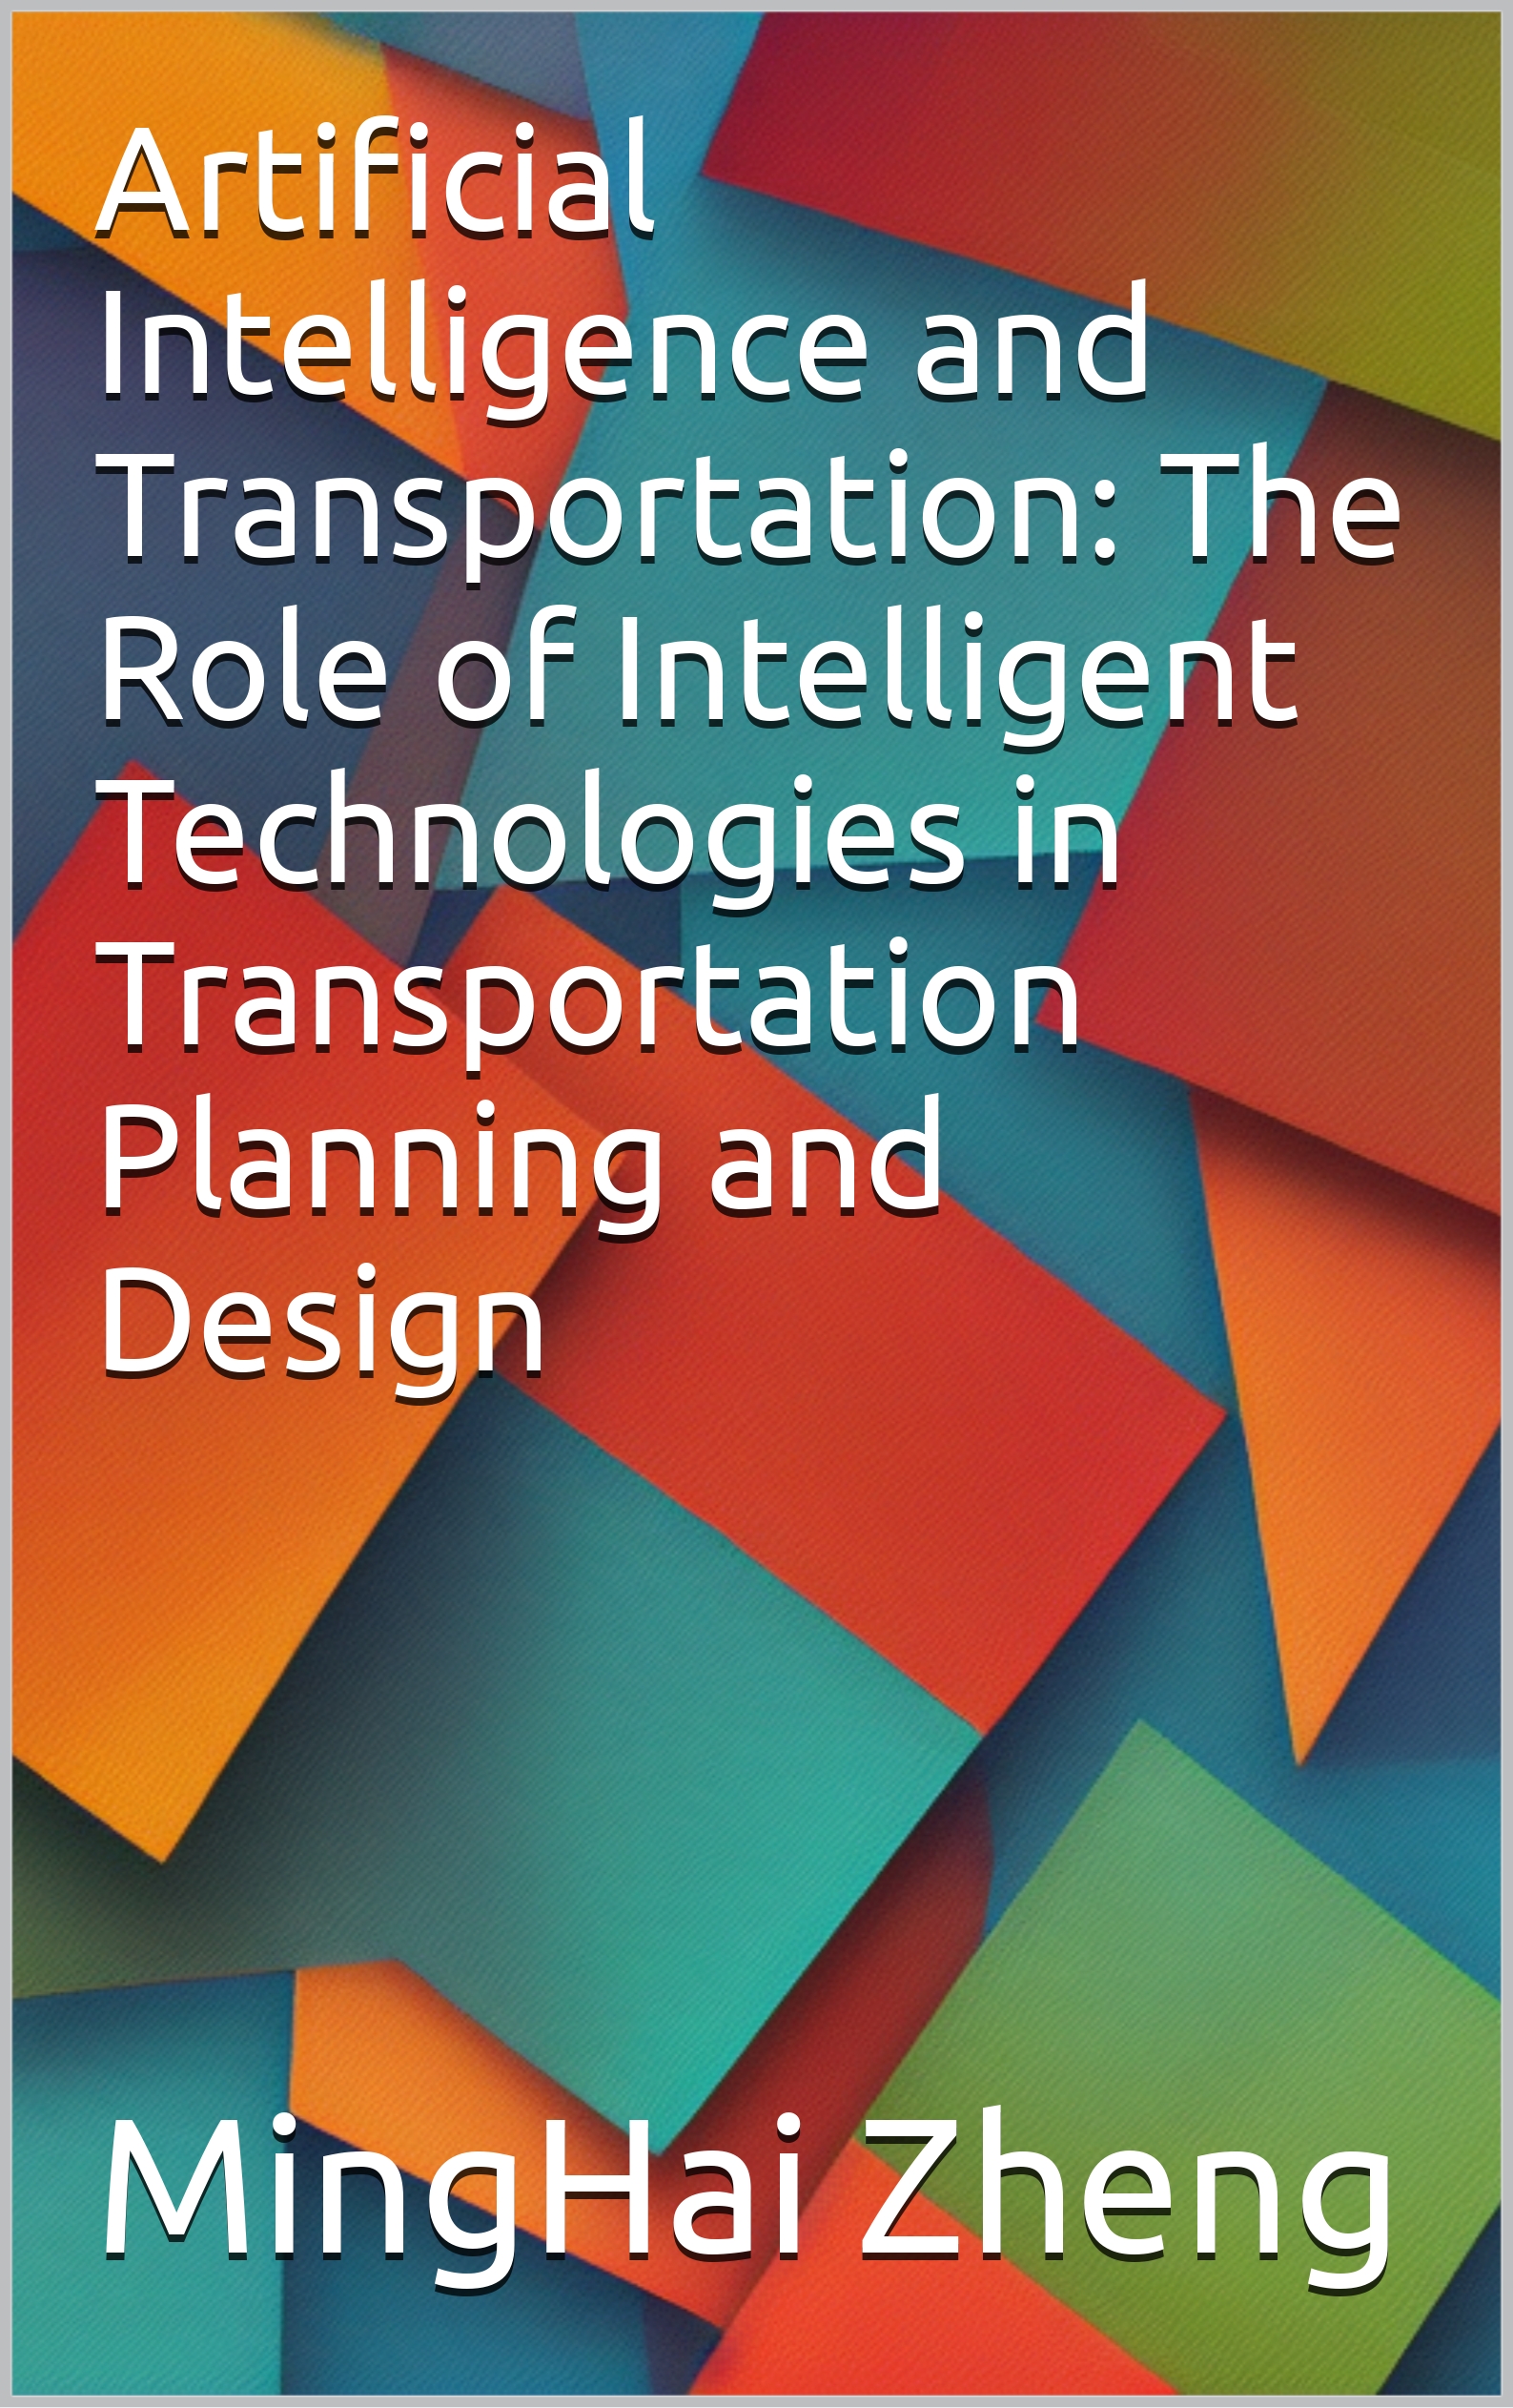 Artificial
Intelligence and
Transportation: The
Role of Intelligent
Technologies in
Transportation
Planning and
Design
MingHai Zheng